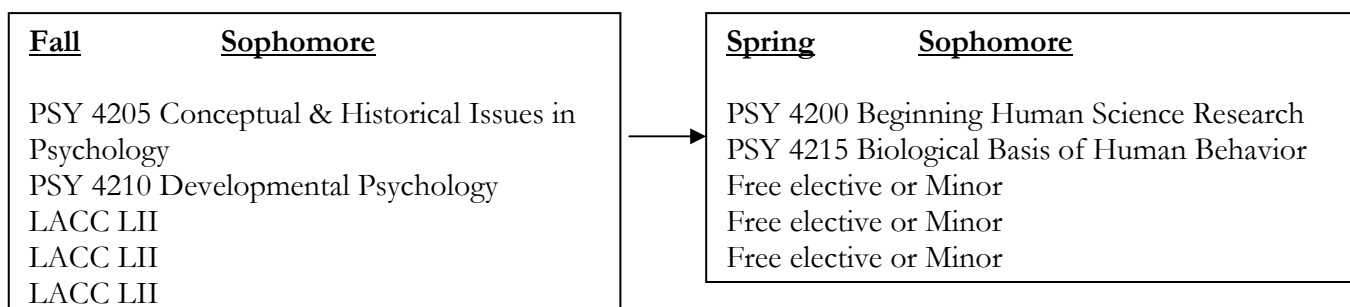 Fall Sophomore
PSY 4205 Conceptual & Historical Issues in
Psychology
PSY 4210 Developmental Psychology
LACC LII
LACC LII
LACC LII
Spring Sophomore
PSY 4200 Beginning Human Science Research
PSY 4215 Biological Basis of Human Behavior
Free elective or Minor
Free elective or Minor
Free elective or Minor